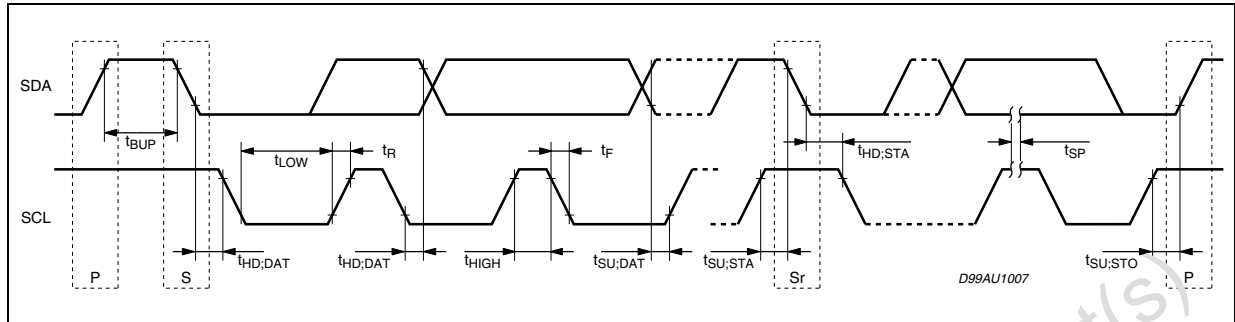 SDA
tBUP
tLOW
tR
tF
tHD;STA
tSP
SCL
tHD;DAT
tHD;DAT
tHIGH
tSU;DAT
tSU;STA
tSU;STO
P
S
Sr
D99AU1007
P
t(s)